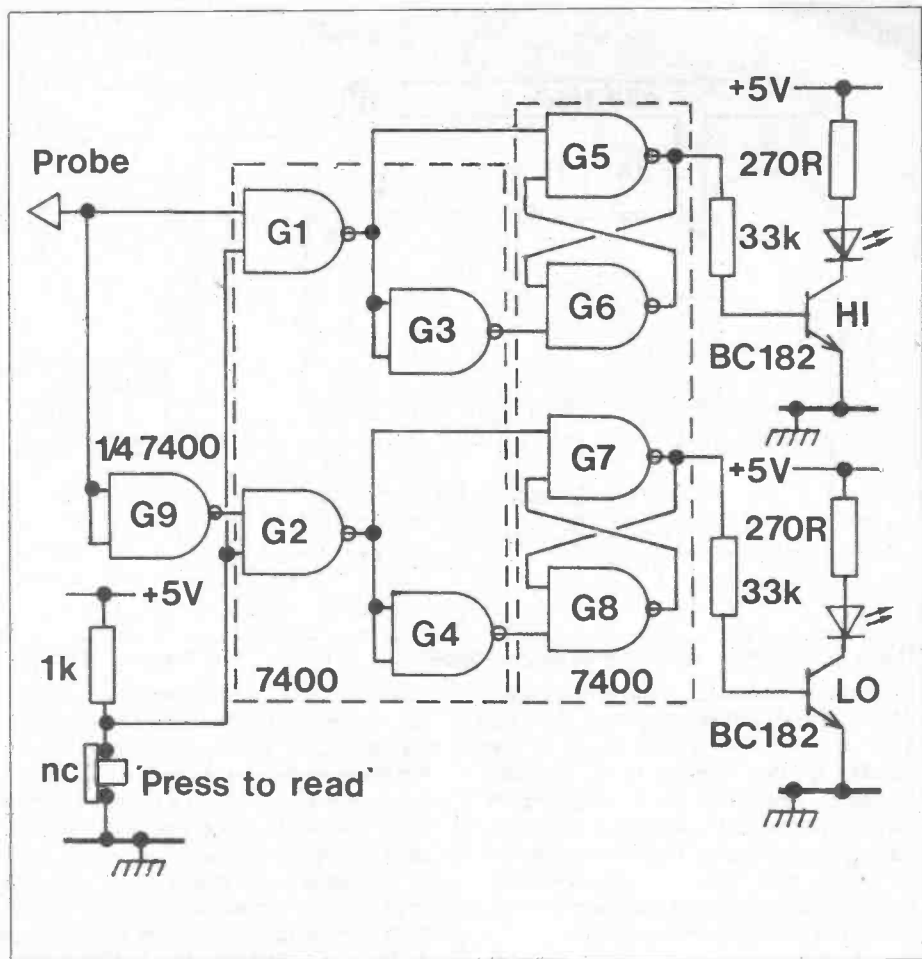 +5V
270R
Probe
G5
G1
33k
G6
HI
G3
BC182
1/4 7400
G7
+5V
G9
G2
270R
33k
+5V
G8
G4
1k
7400
7400
LO
BC182
nc
'Press to read'